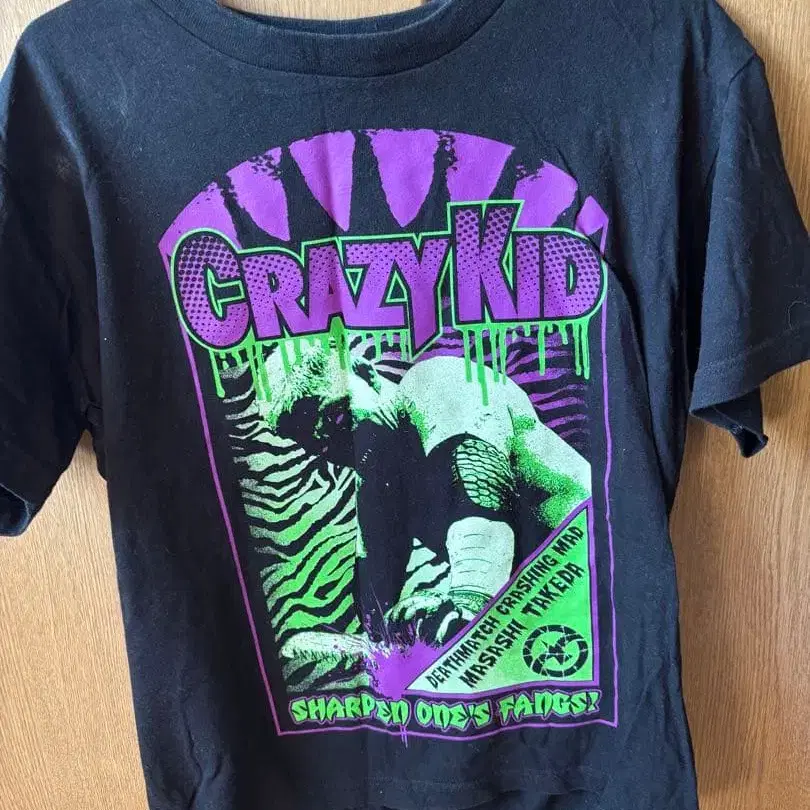 CRAZY KID
DEATHMATCH CRASHING MAD
MASASHI TAKEDA
SHARPEN ONE'S FANGS!